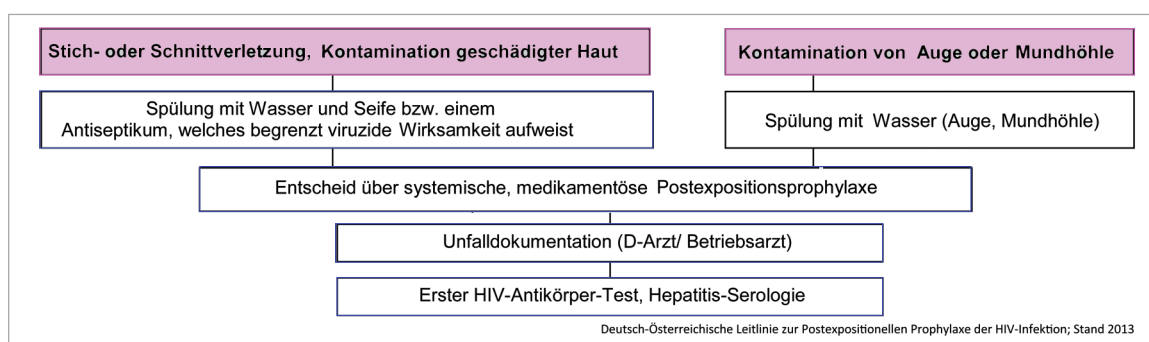 Stich- oder Schnittverletzung, Kontamination geschädigter Haut
Kontamination von Auge oder Mundhöhle
Spülung mit Wasser und Seife bzw. einem
Antiseptikum, welches begrenzt viruzide Wirksamkeit aufweist
Spülung mit Wasser (Auge, Mundhöhle)
Entscheid über systemische, medikamentöse Postexpositionsprophylaxe
Unfalldokumentation (D-Arzt/ Betriebsarzt)
Erster HIV-Antikörper-Test, Hepatitis-Serologie
Deutsch-Österreichische Leitlinie zur Postexpositionellen Prophylaxe der HIV-Infektion; Stand 2013